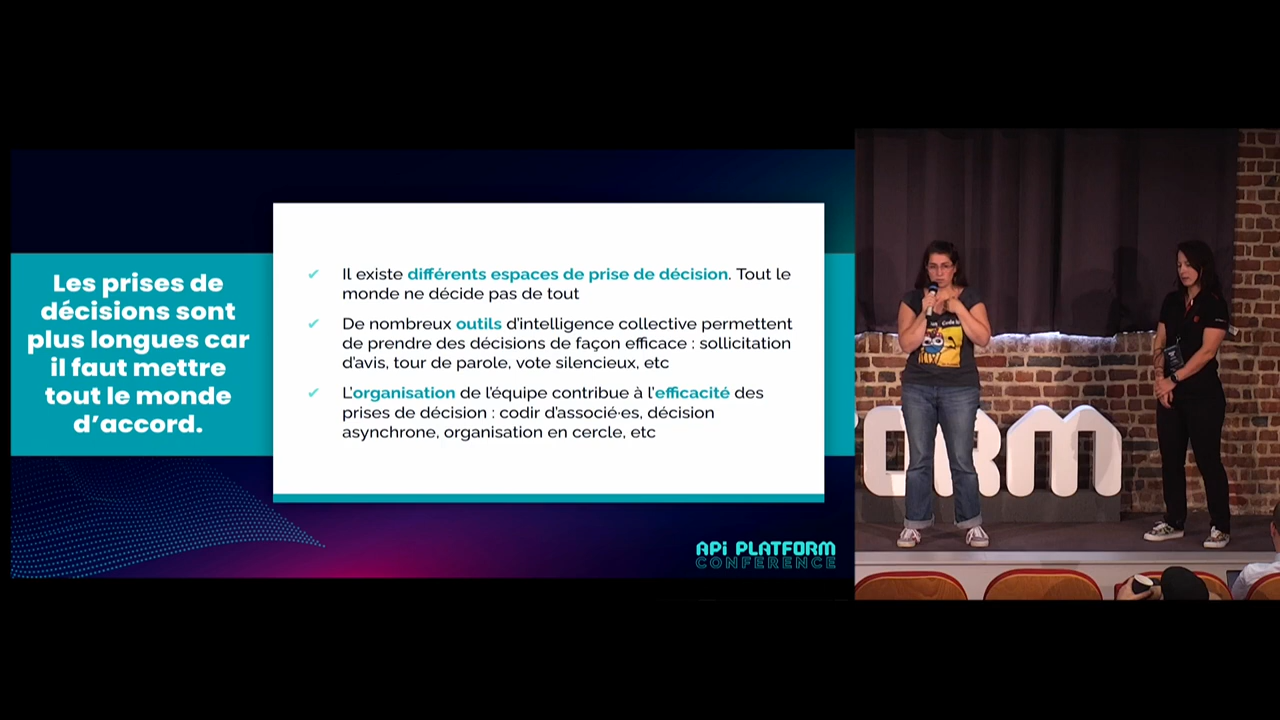 Les prises de
décisions sont
plus longues car
il faut mettre
tout le monde
d’accord.
✔ Il existe différents espaces de prise de décision. Tout le
monde ne décide pas de tout
✔ De nombreux outils d’intelligence collective permettent
de prendre des décisions de façon efficace : sollicitation
d’avis, tour de parole, vote silencieux, etc
✔ L’organisation de l’équipe contribue à l’efficacité des
prises de décision : codir d’associé·es, décision
asynchrone, organisation en cercle, etc
APi PLATFORM
CONFERENCE
ORM